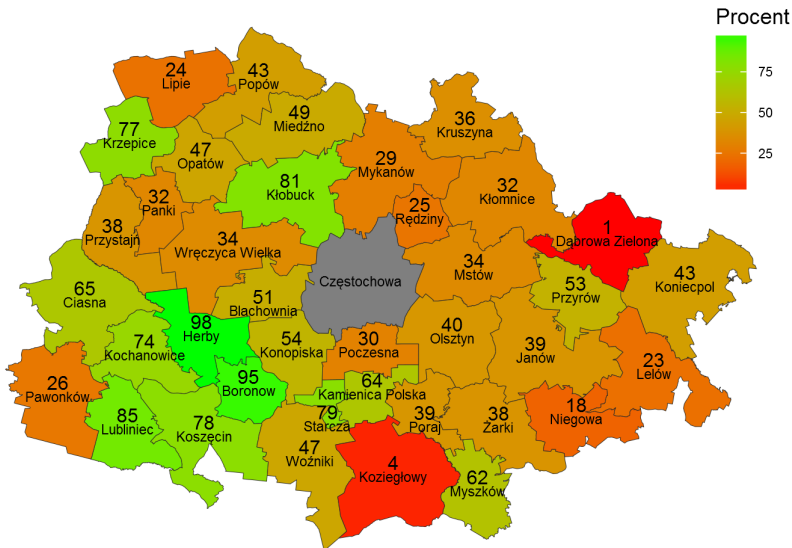 Procent
75
50
25
24
Lipie
43
Popów
49
Miedźno
36
Kruszyna
77
Krzepice
47
Opatów
29
Mykanów
81
Kłobuck
32
Panki
25
Rędziny
32
Kłomnice
38
Przystajń
34
Wręczyca Wielka
1
Dąbrowa Zielona
34
Mstów
43
Koniecpol
53
Przyrów
65
Ciasna
Częstochowa
51
Blachownia
98
Herby
74
Kochanowice
54
Konopiska
30
Poczesna
40
Olsztyn
39
Janów
23
Lelów
26
Pawonków
95
Boronow
64
Kamienica Polska
85
Lubliniec
78
Koszęcin
79
Starcza
39
Poraj
38
Żarki
18
Niegowa
47
Woźniki
4
Koziegłowy
62
Myszków